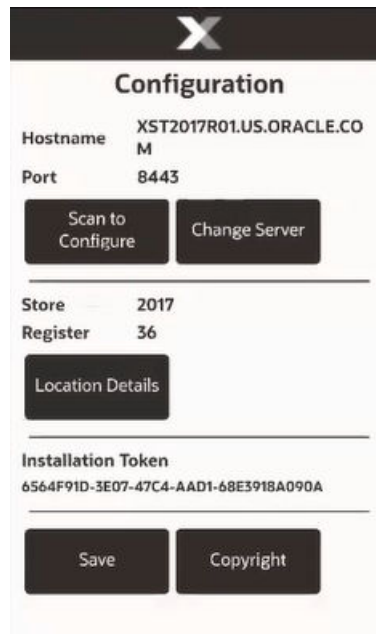 Configuration
Hostname XST2017R01.US.ORACLE.CO
M
Port 8443
Scan to
Configure
Change Server
Store 2017
Register 36
Location Details
Installation Token
6564F91D-3E07-47C4-AAD1-68E3918A090A
Save Copyright